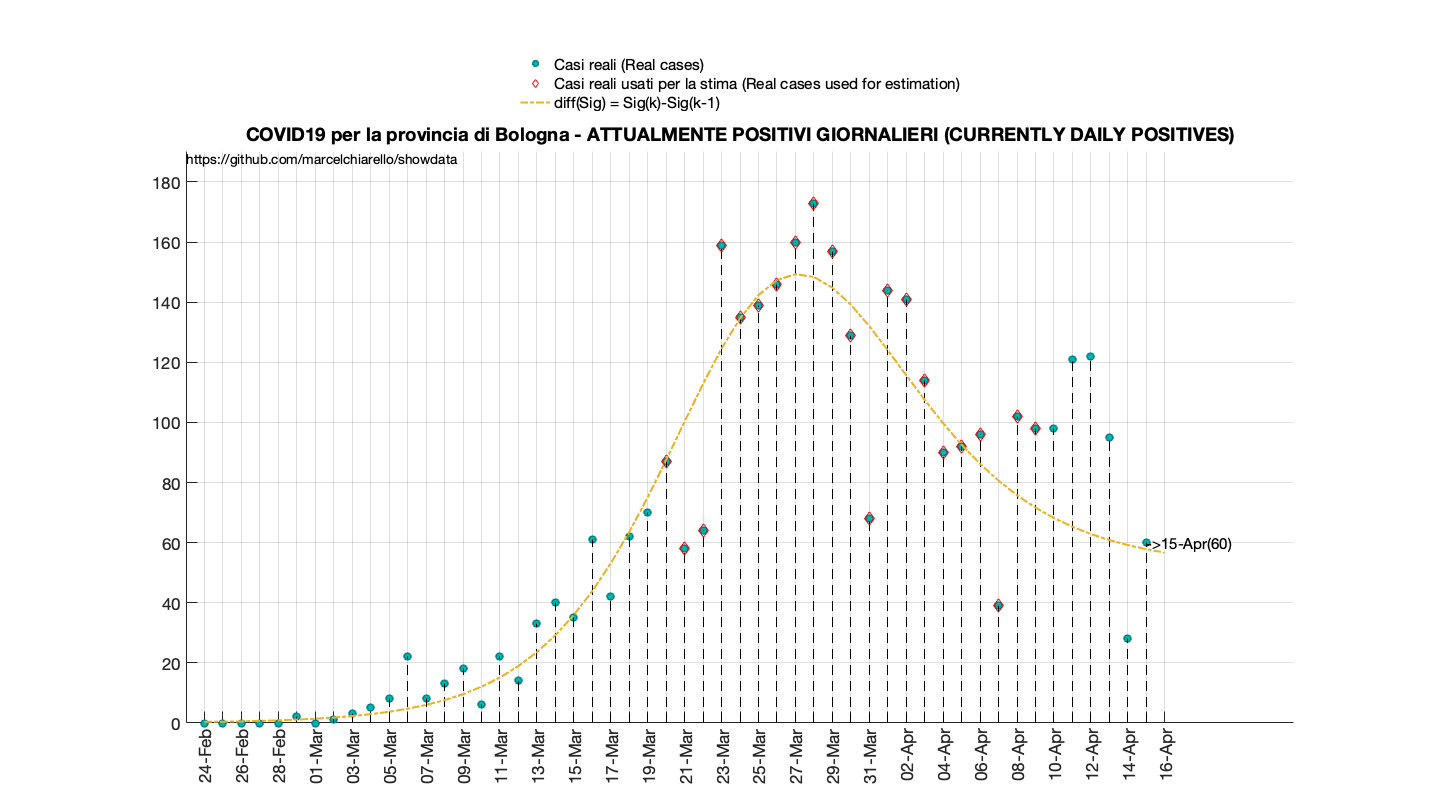 Casi reali (Real cases)
Casi reali usati per la stima (Real cases used for estimation)
diff(Sig) = Sig(k)-Sig(k-1)
COVID19 per la provincia di Bologna - ATTUALMENTE POSITIVI GIORNALIERI (CURRENTLY DAILY POSITIVES)
https://github.com/marcelchiarello/showdata
180
160
140
120
100
80
60
40
20
0
->15-Apr(60)
24-Feb
26-Feb
28-Feb
01-Mar
03-Mar
05-Mar
07-Mar
09-Mar
11-Mar
13-Mar
15-Mar
17-Mar
19-Mar
21-Mar
23-Mar
25-Mar
27-Mar
29-Mar
31-Mar
02-Apr
04-Apr
06-Apr
08-Apr
10-Apr
12-Apr
14-Apr
16-Apr